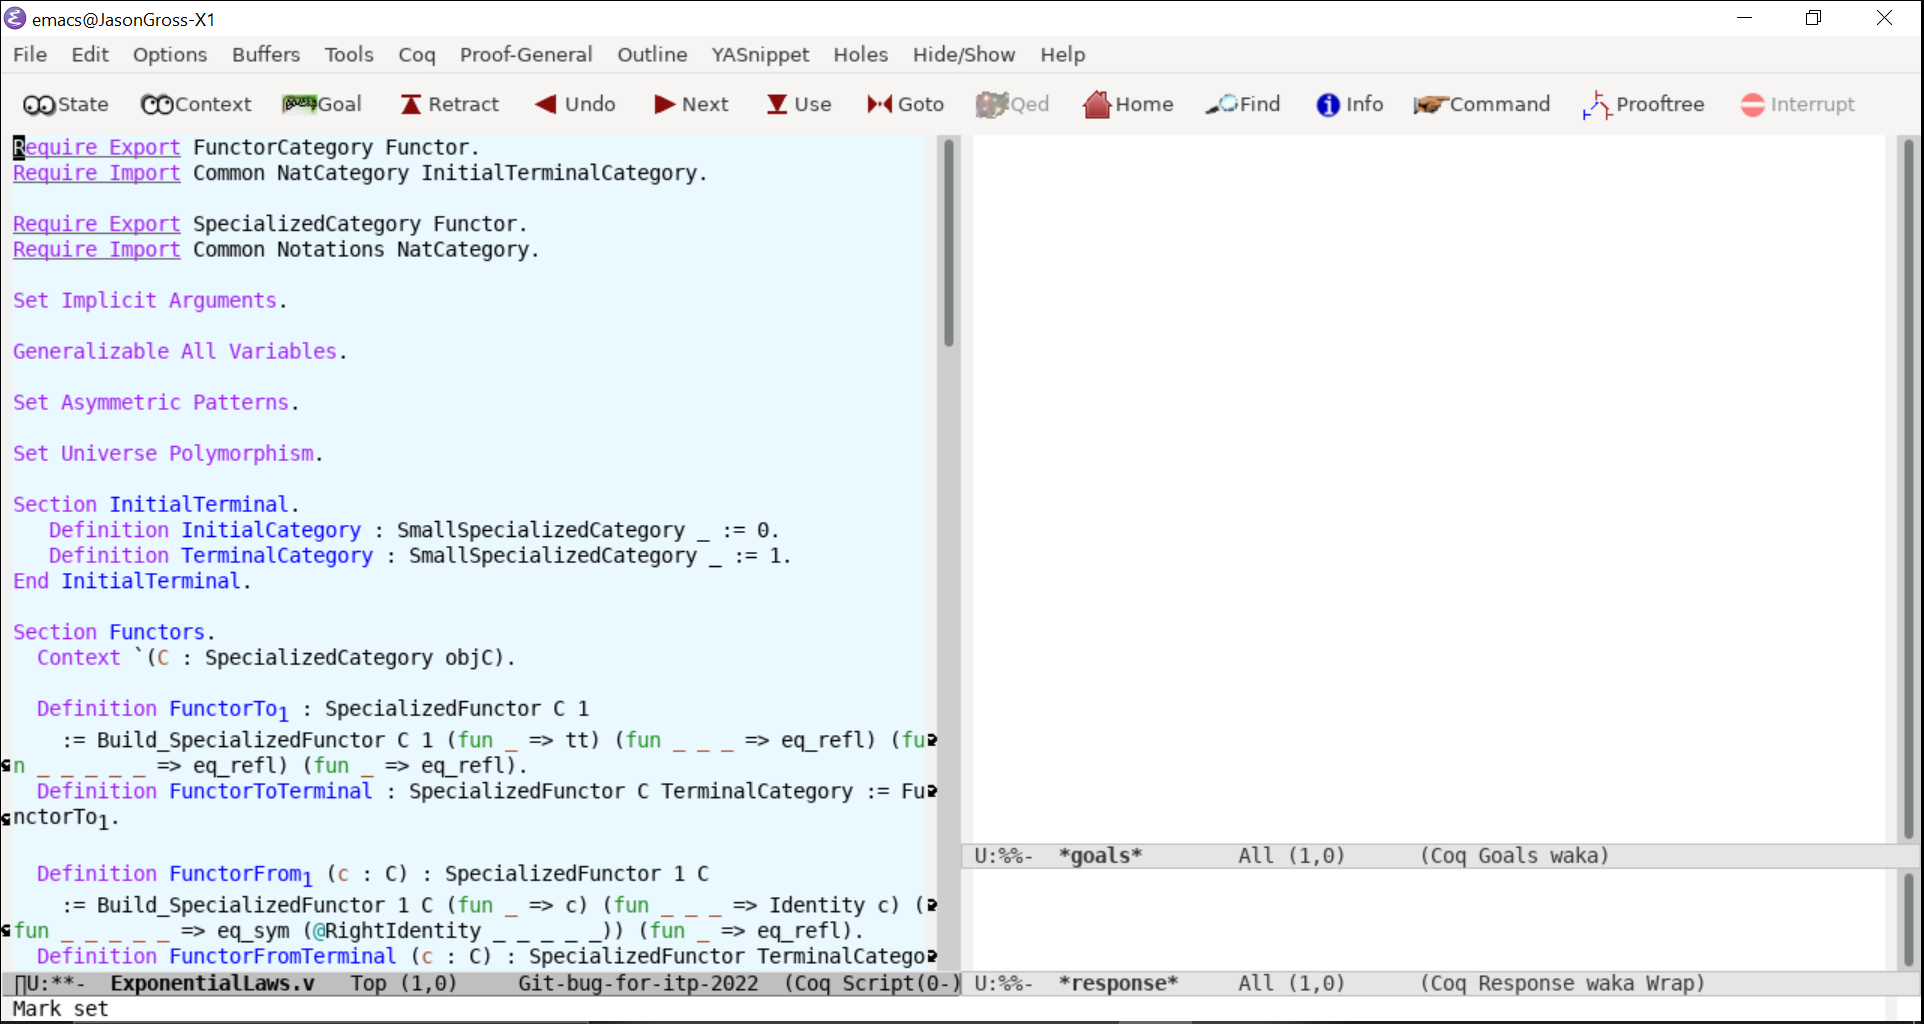 emacs@JasonGross-X1
File Edit Options Buffers Tools Coq Proof-General Outline YASnippet Holes Hide/Show Help
State Context Goal Retract Undo Next Use Goto Qed Home Find Info Command Prooftree Interrupt
Require Export FunctorCategory Functor.
Require Import Common NatCategory InitialTerminalCategory.
Require Export SpecializedCategory Functor.
Require Import Common Notations NatCategory.
Set Implicit Arguments.
Generalizable All Variables.
Set Asymmetric Patterns.
Set Universe Polymorphism.
Section InitialTerminal.
Definition InitialCategory : SmallSpecializedCategory _ := 0.
Definition TerminalCategory : SmallSpecializedCategory _ := 1.
End InitialTerminal.
Section Functors.
Context `(C : SpecializedCategory objC).
Definition FunctorTo₁ : SpecializedFunctor C 1
:= Build_SpecializedFunctor C 1 (fun _ => tt) (fun _ _ _ => eq_refl) (fu
n _ _ _ _ _ => eq_refl) (fun _ => eq_refl).
Definition FunctorToTerminal : SpecializedFunctor C TerminalCategory := Fu
nctorTo₁.
Definition FunctorFrom₁ (c : C) : SpecializedFunctor 1 C
:= Build_SpecializedFunctor 1 C (fun _ => c) (fun _ _ _ => Identity c) (
fun _ _ _ _ _ => eq_sym (@RightIdentity _ _ _ _ _)) (fun _ => eq_refl).
Definition FunctorFromTerminal (c : C) : SpecializedFunctor TerminalCatego
U:**- ExponentialLaws.v Top (1,0) Git-bug-for-itp-2022 (Coq Script(0-)
Mark set
U:%%- *goals* All (1,0) (Coq Goals waka)
U:%%- *response* All (1,0) (Coq Response waka Wrap)